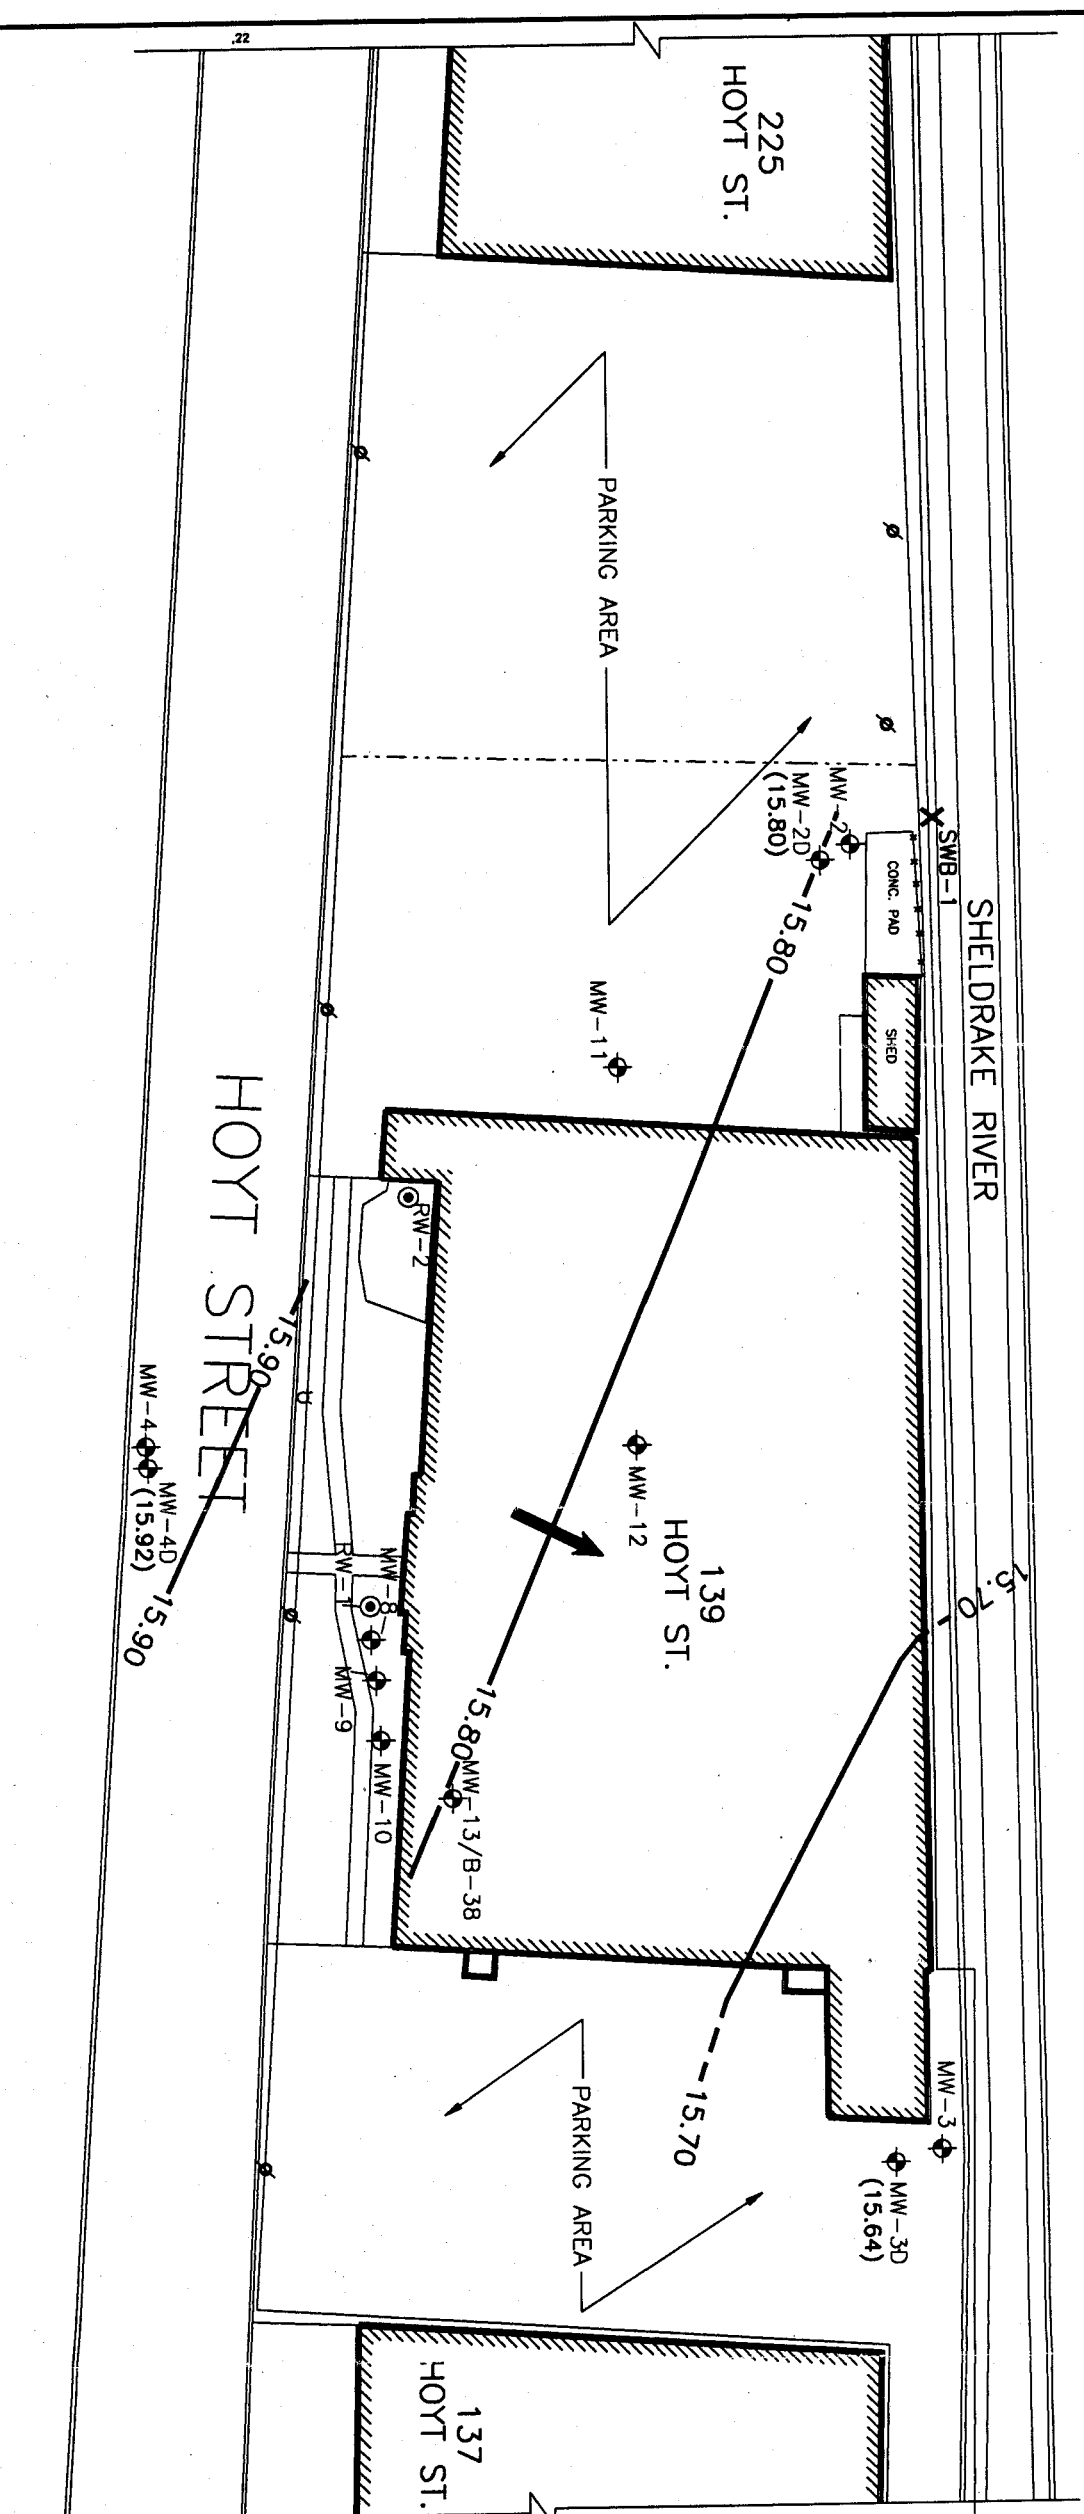 22'
225
HOYT ST.
PARKING AREA
MW-2
MW-2D
(15.80)
SWB-1
CONC. PAD
SHED
SHELDRAKE RIVER
15.80
MW-11
HOYT STREET
RW-2
15.90
MW-4
MW-4D
(15.92)
15.90
MW-12
139
HOYT ST.
RW-1
MW-8
MW-9
MW-10
15.80
MW-13/B-38
15.70
15.70
MW-3
MW-3D
(15.64)
PARKING AREA
137
HOYT ST.